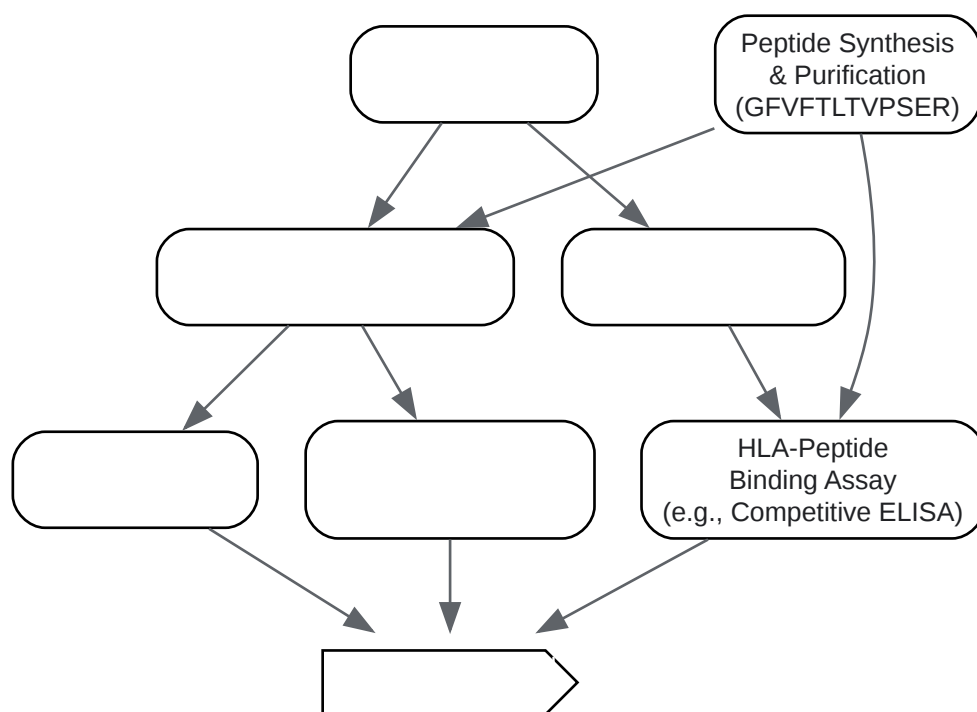 Peptide Synthesis
& Purification
(GFVFTLTVPSER)
HLA-Peptide
Binding Assay
(e.g., Competitive ELISA)